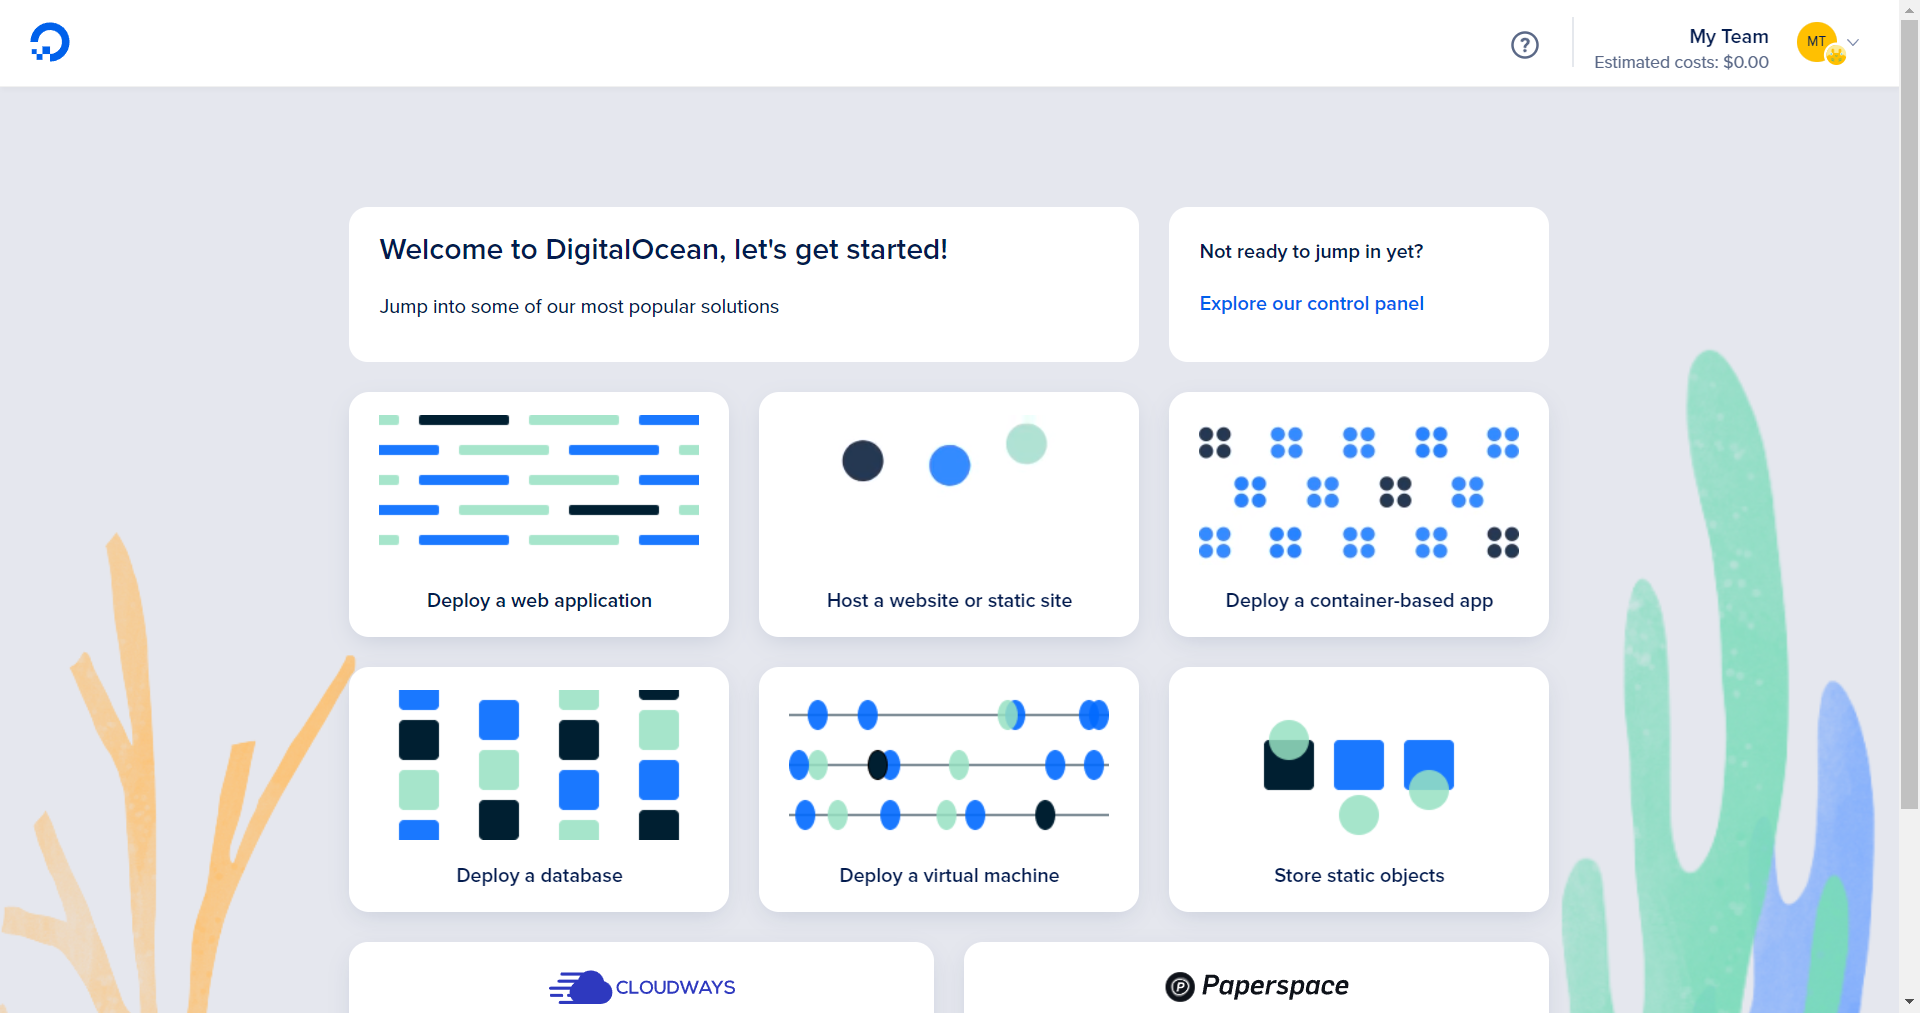 My Team
Estimated costs: $0.00
MT
Welcome to DigitalOcean, let's get started!
Jump into some of our most popular solutions
Not ready to jump in yet?
Explore our control panel
Deploy a web application
Host a website or static site
Deploy a container-based app
Deploy a database
Deploy a virtual machine
Store static objects
CLOUDWAYS
Paperspace